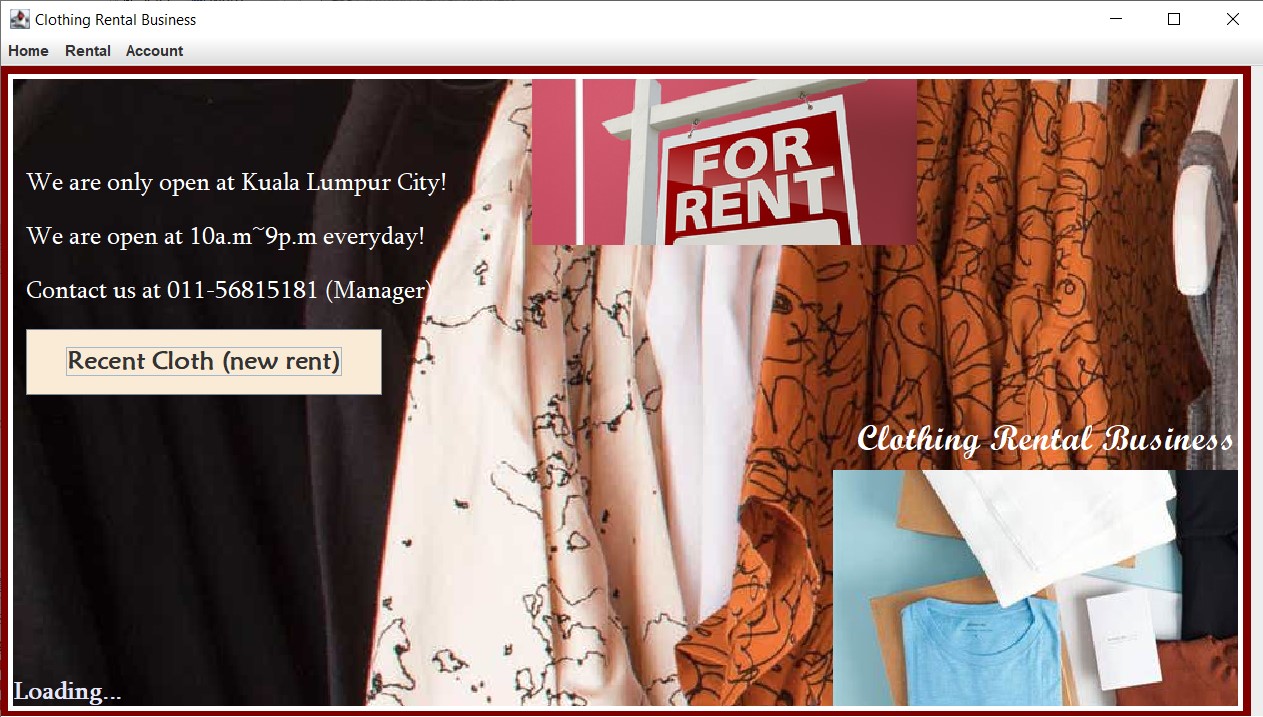 Clothing Rental Business
Home Rental Account
We are only open at Kuala Lumpur City!
We are open at 10a.m~9p.m everyday!
Contact us at 011-56815181 (Manager)
Recent Cloth (new rent)
FOR
RENT
Clothing Rental Business
Loading...